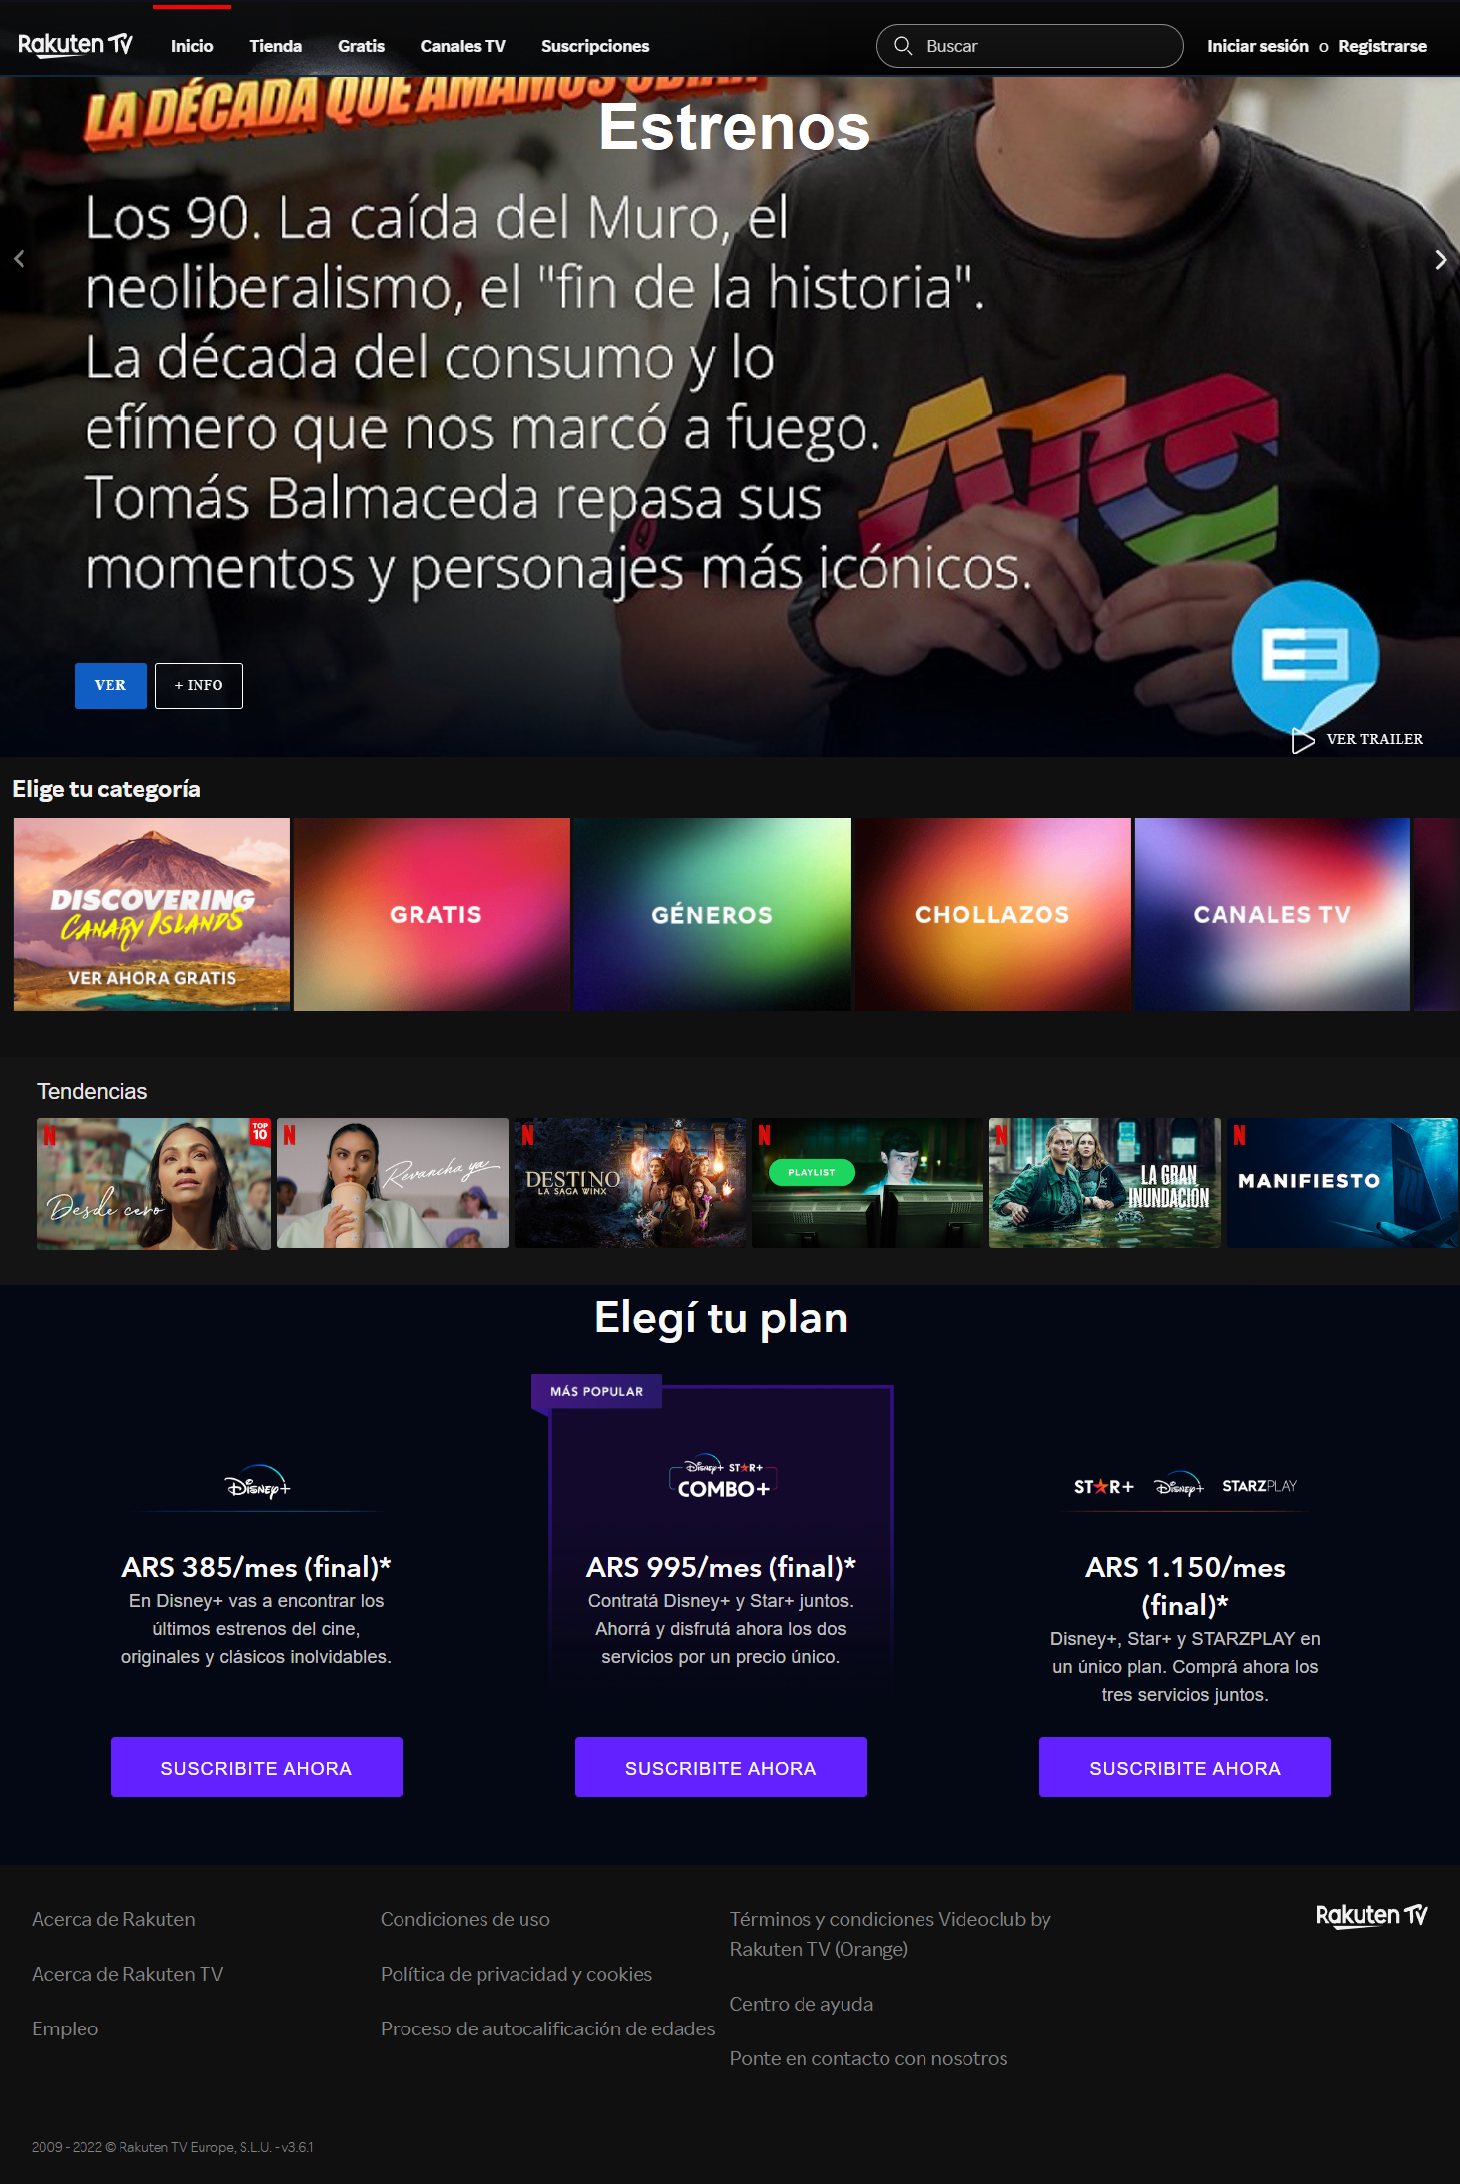 Rakuten TV
Inicio
Tienda
Gratis
Canales TV
Suscripciones
Buscar
Iniciar sesión o Registrarse
LA DÉCADA QUE AMAMOS ODIAR
Estrenos
Los 90. La caída del Muro, el
neoliberalismo, el "fin de la historia".
La década del consumo y lo
efímero que nos marcó a fuego.
Tomás Balmaceda repasa sus
momentos y personajes más icónicos.
ATC
VER
+ INFO
VER TRAILER
Elige tu categoría
DISCOVERING
CANARY ISLANDS
VER AHORA GRATIS
GRATIS
GÉNEROS
CHOLLAZOS
CANALES TV
Tendencias
N
TOP
10
Desde cero
N
Revancha ya
N
DESTINO
LA SAGA WINX
N
PLAYLIST
N
LA GRAN
INUNDACIÓN
N
MANIFIESTO
Elegí tu plan
MÁS POPULAR
Disney+
ARS 385/mes (final)*
En Disney+ vas a encontrar los
últimos estrenos del cine,
originales y clásicos inolvidables.
SUSCRIBITE AHORA
Disney+ STAR+
COMBO+
ARS 995/mes (final)*
Contratá Disney+ y Star+ juntos.
Ahorrá y disfrutá ahora los dos
servicios por un precio único.
SUSCRIBITE AHORA
STAR+ Disney+ STARZPLAY
ARS 1.150/mes
(final)*
Disney+, Star+ y STARZPLAY en
un único plan. Comprá ahora los
tres servicios juntos.
SUSCRIBITE AHORA
Acerca de Rakuten
Acerca de Rakuten TV
Empleo
Condiciones de uso
Política de privacidad y cookies
Proceso de autocalificación de edades
Términos y condiciones Videoclub by
Rakuten TV (Orange)
Centro de ayuda
Ponte en contacto con nosotros
Rakuten TV
2009 - 2022 © Rakuten TV Europe, S.L.U. - v3.6.1